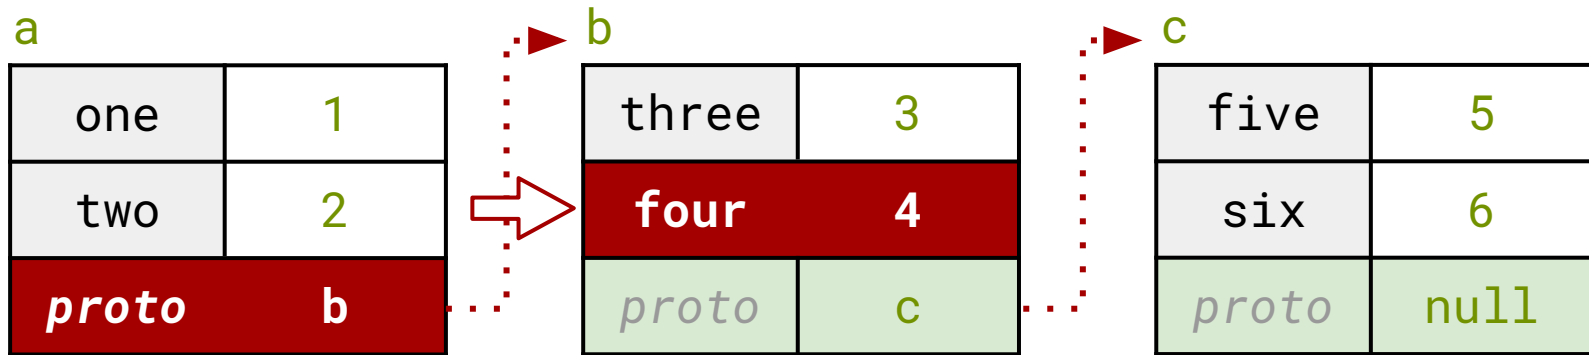 a b c
one 1 three 3 five 5
two 2 four 4 six 6
proto b proto c proto null